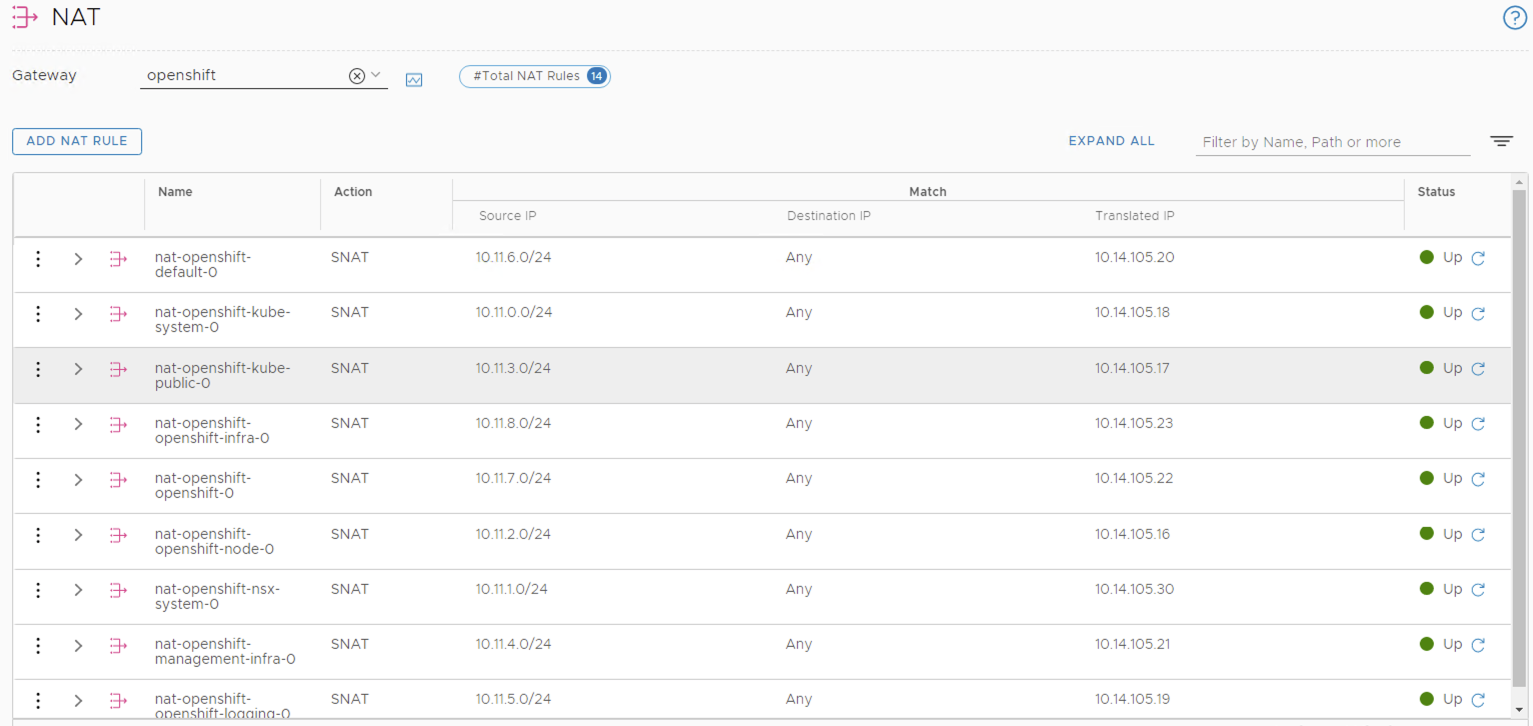 NAT
?
Gateway openshift #Total NAT Rules 14
ADD NAT RULE EXPAND ALL Filter by Name, Path or more
Name Action Match Status
Source IP Destination IP Translated IP
nat-openshift- SNAT 10.11.6.0/24 Any 10.14.105.20 Up
default-0
nat-openshift-kube- SNAT 10.11.0.0/24 Any 10.14.105.18 Up
system-0
nat-openshift-kube- SNAT 10.11.3.0/24 Any 10.14.105.17 Up
public-0
nat-openshift- SNAT 10.11.8.0/24 Any 10.14.105.23 Up
openshift-infra-0
nat-openshift- SNAT 10.11.7.0/24 Any 10.14.105.22 Up
openshift-0
nat-openshift- SNAT 10.11.2.0/24 Any 10.14.105.16 Up
openshift-node-0
nat-openshift-nsx- SNAT 10.11.1.0/24 Any 10.14.105.30 Up
system-0
nat-openshift- SNAT 10.11.4.0/24 Any 10.14.105.21 Up
management-infra-0
nat-openshift- SNAT 10.11.5.0/24 Any 10.14.105.19 Up
openshift-logging-0